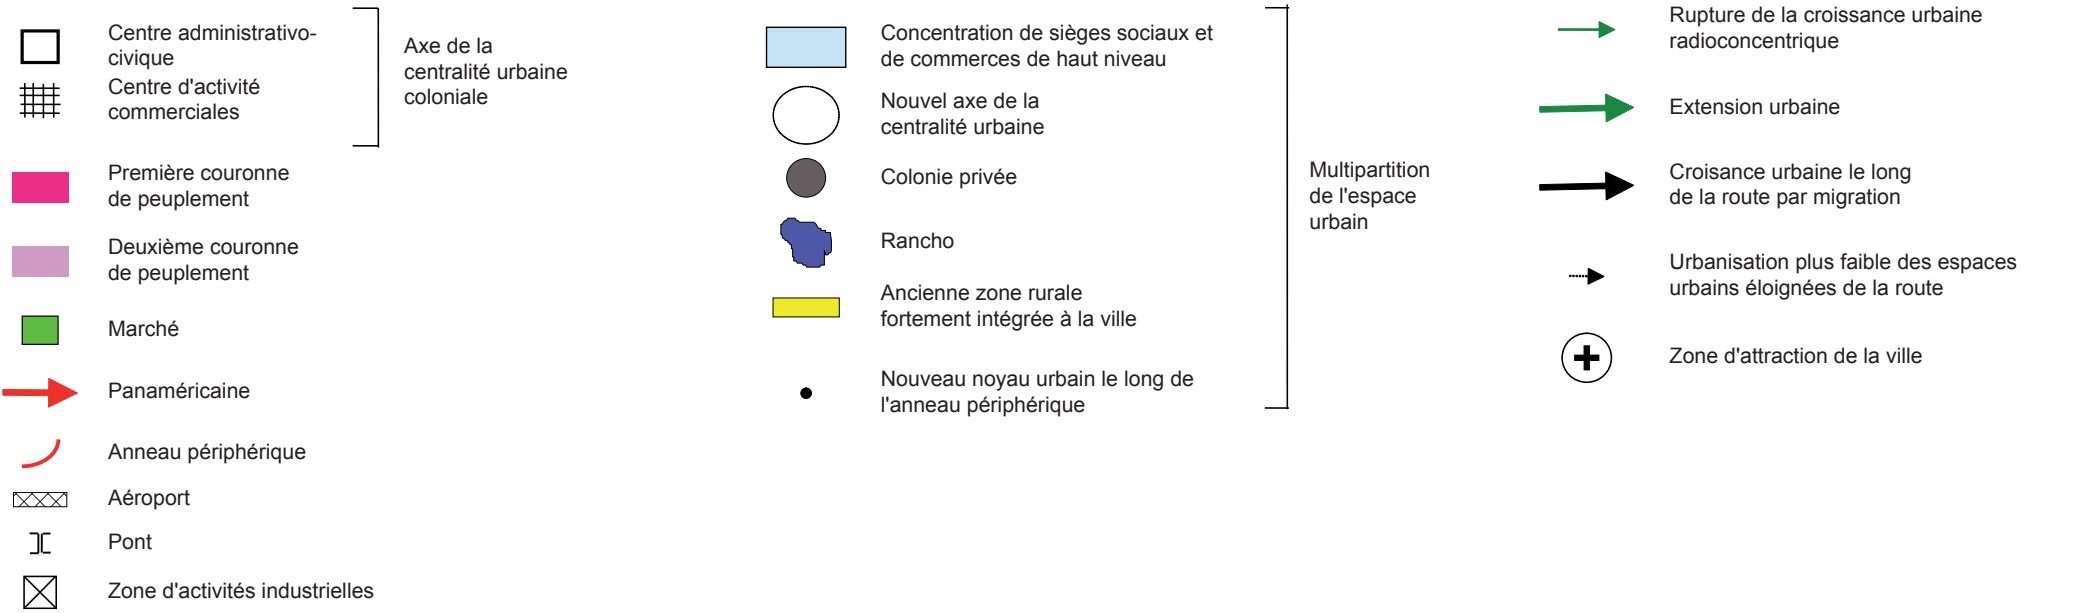 Centre administrativo-
civique
Centre d'activité
commerciales
Axe de la
centralité urbaine
coloniale
Première couronne
de peuplement
Deuxième couronne
de peuplement
Marché
Panaméricaine
Anneau périphérique
Aéroport
Pont
Zone d'activités industrielles
Concentration de sièges sociaux et
de commerces de haut niveau
Nouvel axe de la
centralité urbaine
Colonie privée
Rancho
Ancienne zone rurale
fortement intégrée à la ville
Nouveau noyau urbain le long de
l'anneau périphérique
Multipartition
de l'espace
urbain
Rupture de la croissance urbaine
radioconcentrique
Extension urbaine
Croisance urbaine le long
de la route par migration
Urbanisation plus faible des espaces
urbains éloignées de la route
Zone d'attraction de la ville